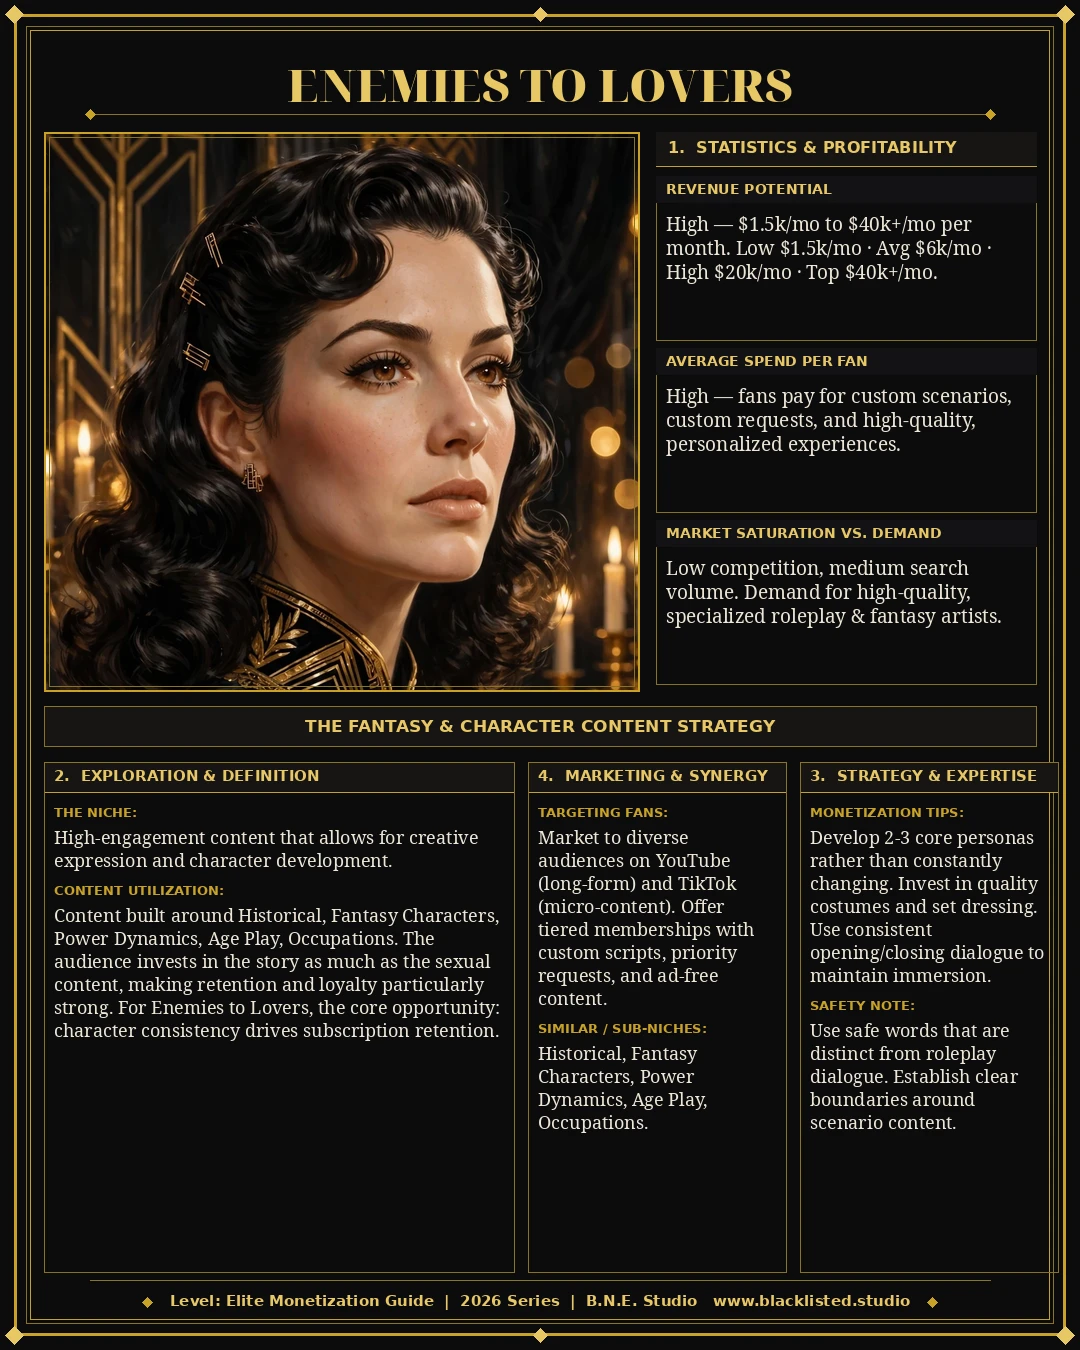 ENEMIES TO LOVERS
1. STATISTICS & PROFITABILITY
REVENUE POTENTIAL
High — $1.5k/mo to $40k+/mo per
month. Low $1.5k/mo · Avg $6k/mo ·
High $20k/mo · Top $40k+/mo.
AVERAGE SPEND PER FAN
High — fans pay for custom scenarios,
custom requests, and high-quality,
personalized experiences.
MARKET SATURATION VS. DEMAND
Low competition, medium search
volume. Demand for high-quality,
specialized roleplay & fantasy artists.
THE FANTASY & CHARACTER CONTENT STRATEGY
2. EXPLORATION & DEFINITION
THE NICHE:
High-engagement content that allows for creative
expression and character development.
CONTENT UTILIZATION:
Content built around Historical, Fantasy Characters,
Power Dynamics, Age Play, Occupations. The
audience invests in the story as much as the sexual
content, making retention and loyalty particularly
strong. For Enemies to Lovers, the core opportunity:
character consistency drives subscription retention.
4. MARKETING & SYNERGY
TARGETING FANS:
Market to diverse
audiences on YouTube
(long-form) and TikTok
(micro-content). Offer
tiered memberships with
custom scripts, priority
requests, and ad-free
content.
SIMILAR / SUB-NICHES:
Historical, Fantasy
Characters, Power
Dynamics, Age Play,
Occupations.
3. STRATEGY & EXPERTISE
MONETIZATION TIPS:
Develop 2-3 core personas
rather than constantly
changing. Invest in quality
costumes and set dressing.
Use consistent
opening/closing dialogue to
maintain immersion.
SAFETY NOTE:
Use safe words that are
distinct from roleplay
dialogue. Establish clear
boundaries around
scenario content.
Level: Elite Monetization Guide | 2026 Series | B.N.E. Studio www.blacklisted.studio